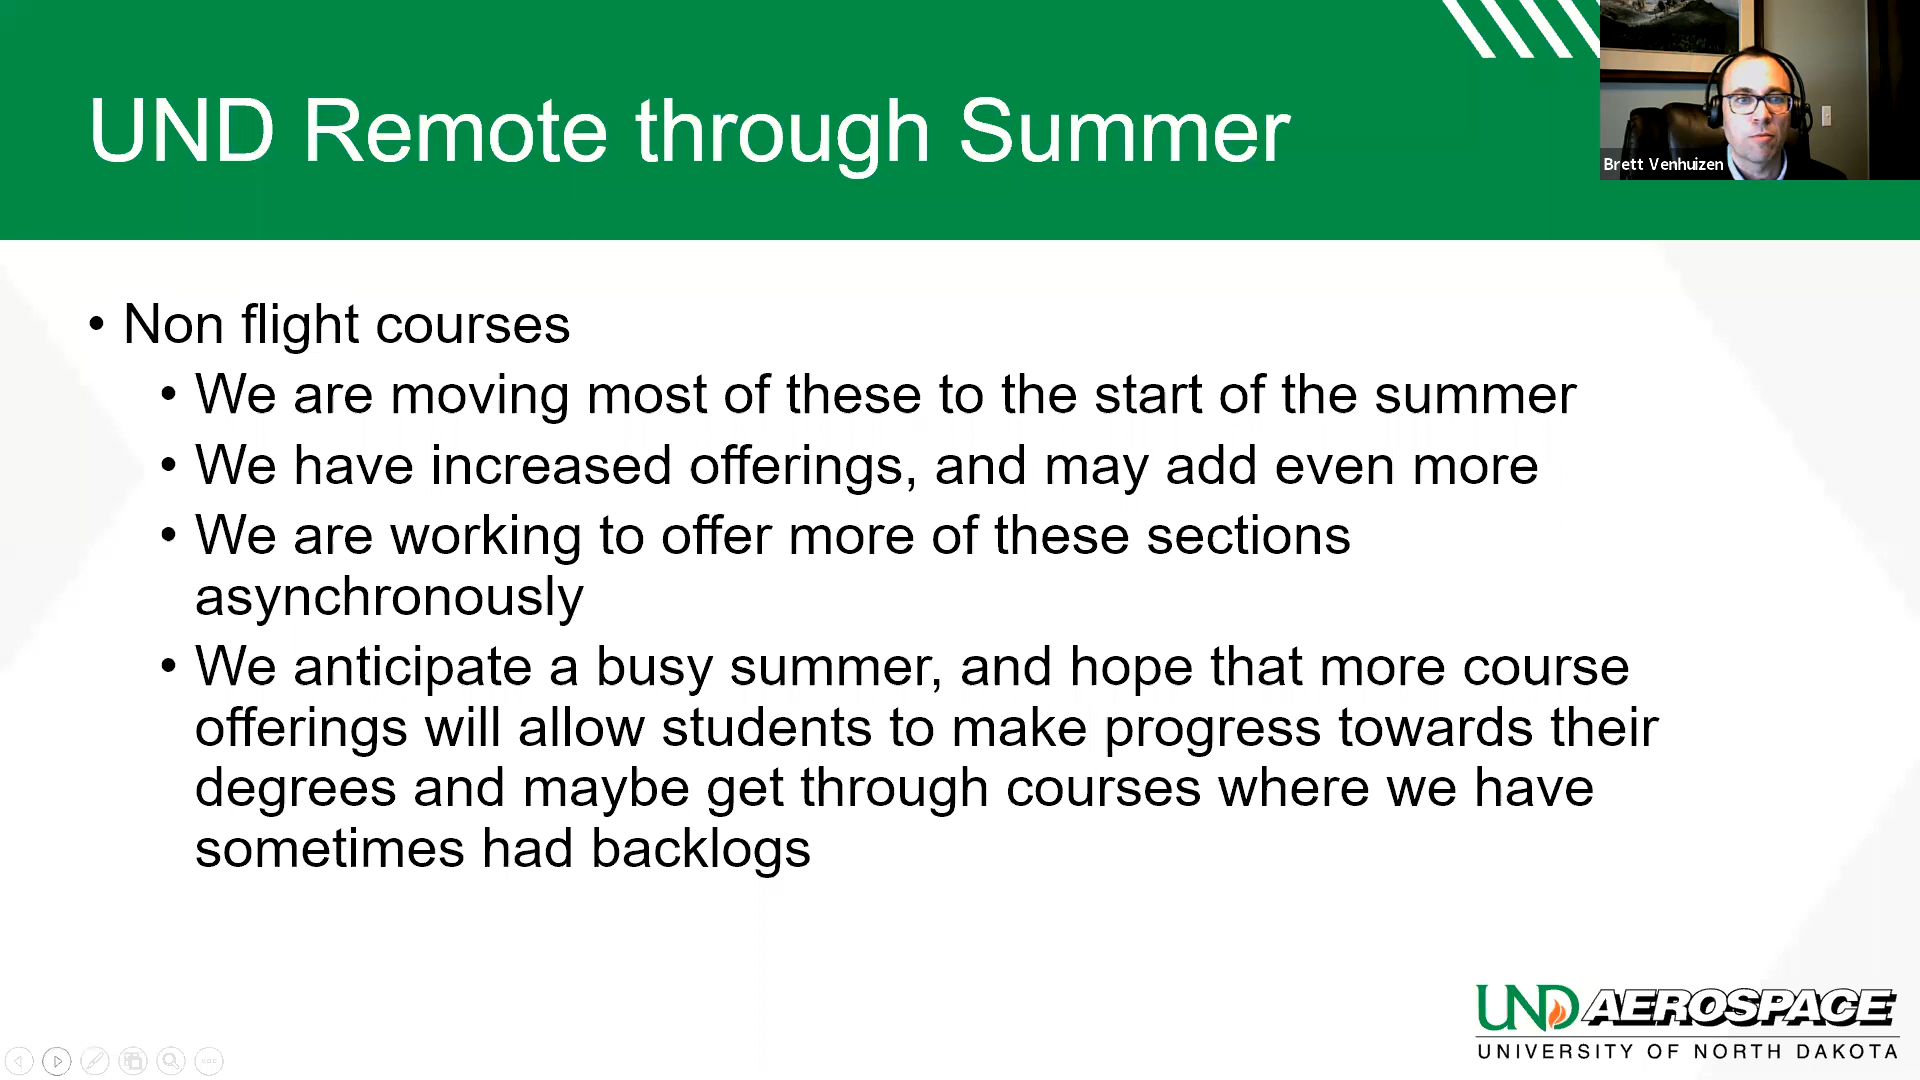 UND Remote through Summer
Brett Venhuizen
• Non flight courses
• We are moving most of these to the start of the summer
• We have increased offerings, and may add even more
• We are working to offer more of these sections
asynchronously
• We anticipate a busy summer, and hope that more course
offerings will allow students to make progress towards their
degrees and maybe get through courses where we have
sometimes had backlogs
UND AEROSPACE
UNIVERSITY OF NORTH DAKOTA